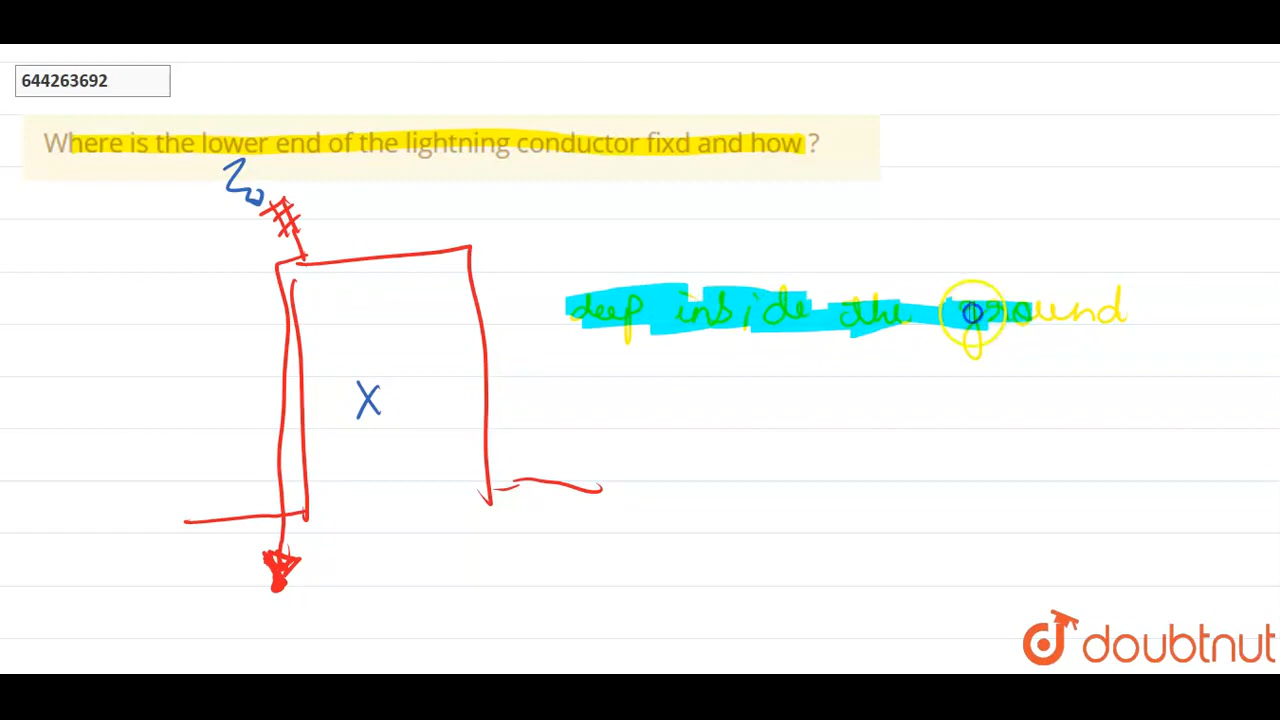 644263692
Where is the lower end of the lightning conductor fixd and how ?
deep inside the ground
X
doubtnut